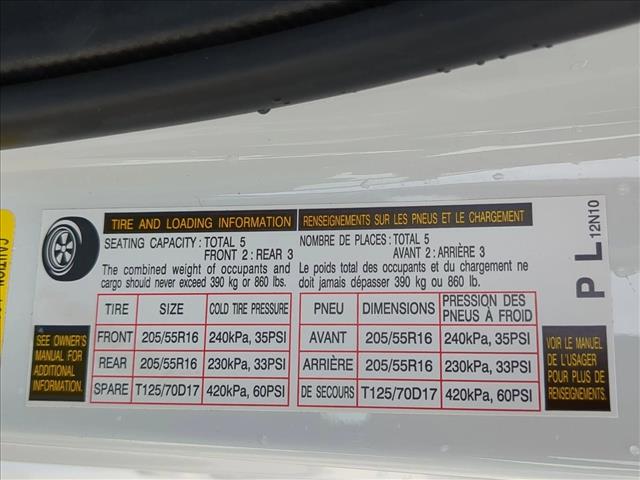 TIRE AND LOADING INFORMATION
SEATING CAPACITY: TOTAL 5
FRONT 2 : REAR 3
The combined weight of occupants and
cargo should never exceed 390 kg or 860 lbs.
RENSEIGNEMENTS SUR LES PNEUS ET LE CHARGEMENT
NOMBRE DE PLACES: TOTAL 5
AVANT 2 : ARRIÈRE 3
Le poids total des occupants et du chargement ne
doit jamais dépasser 390 kg ou 860 lb.
SEE OWNER'S
MANUAL FOR
ADDITIONAL
INFORMATION.
TIRE SIZE COLD TIRE PRESSURE
FRONT 205/55R16 240kPa, 35PSI
REAR 205/55R16 230kPa, 33PSI
SPARE T125/70D17 420kPa, 60PSI
PNEU DIMENSIONS PRESSION DES
PNEUS À FROID
AVANT 205/55R16 240kPa, 35PSI
ARRIÈRE 205/55R16 230kPa, 33PSI
DE SECOURS T125/70D17 420kPa, 60PSI
VOIR LE MANUEL
DE L'USAGER
POUR PLUS DE
RENSEIGNEMENTS.
P L 12N10
CAUTION